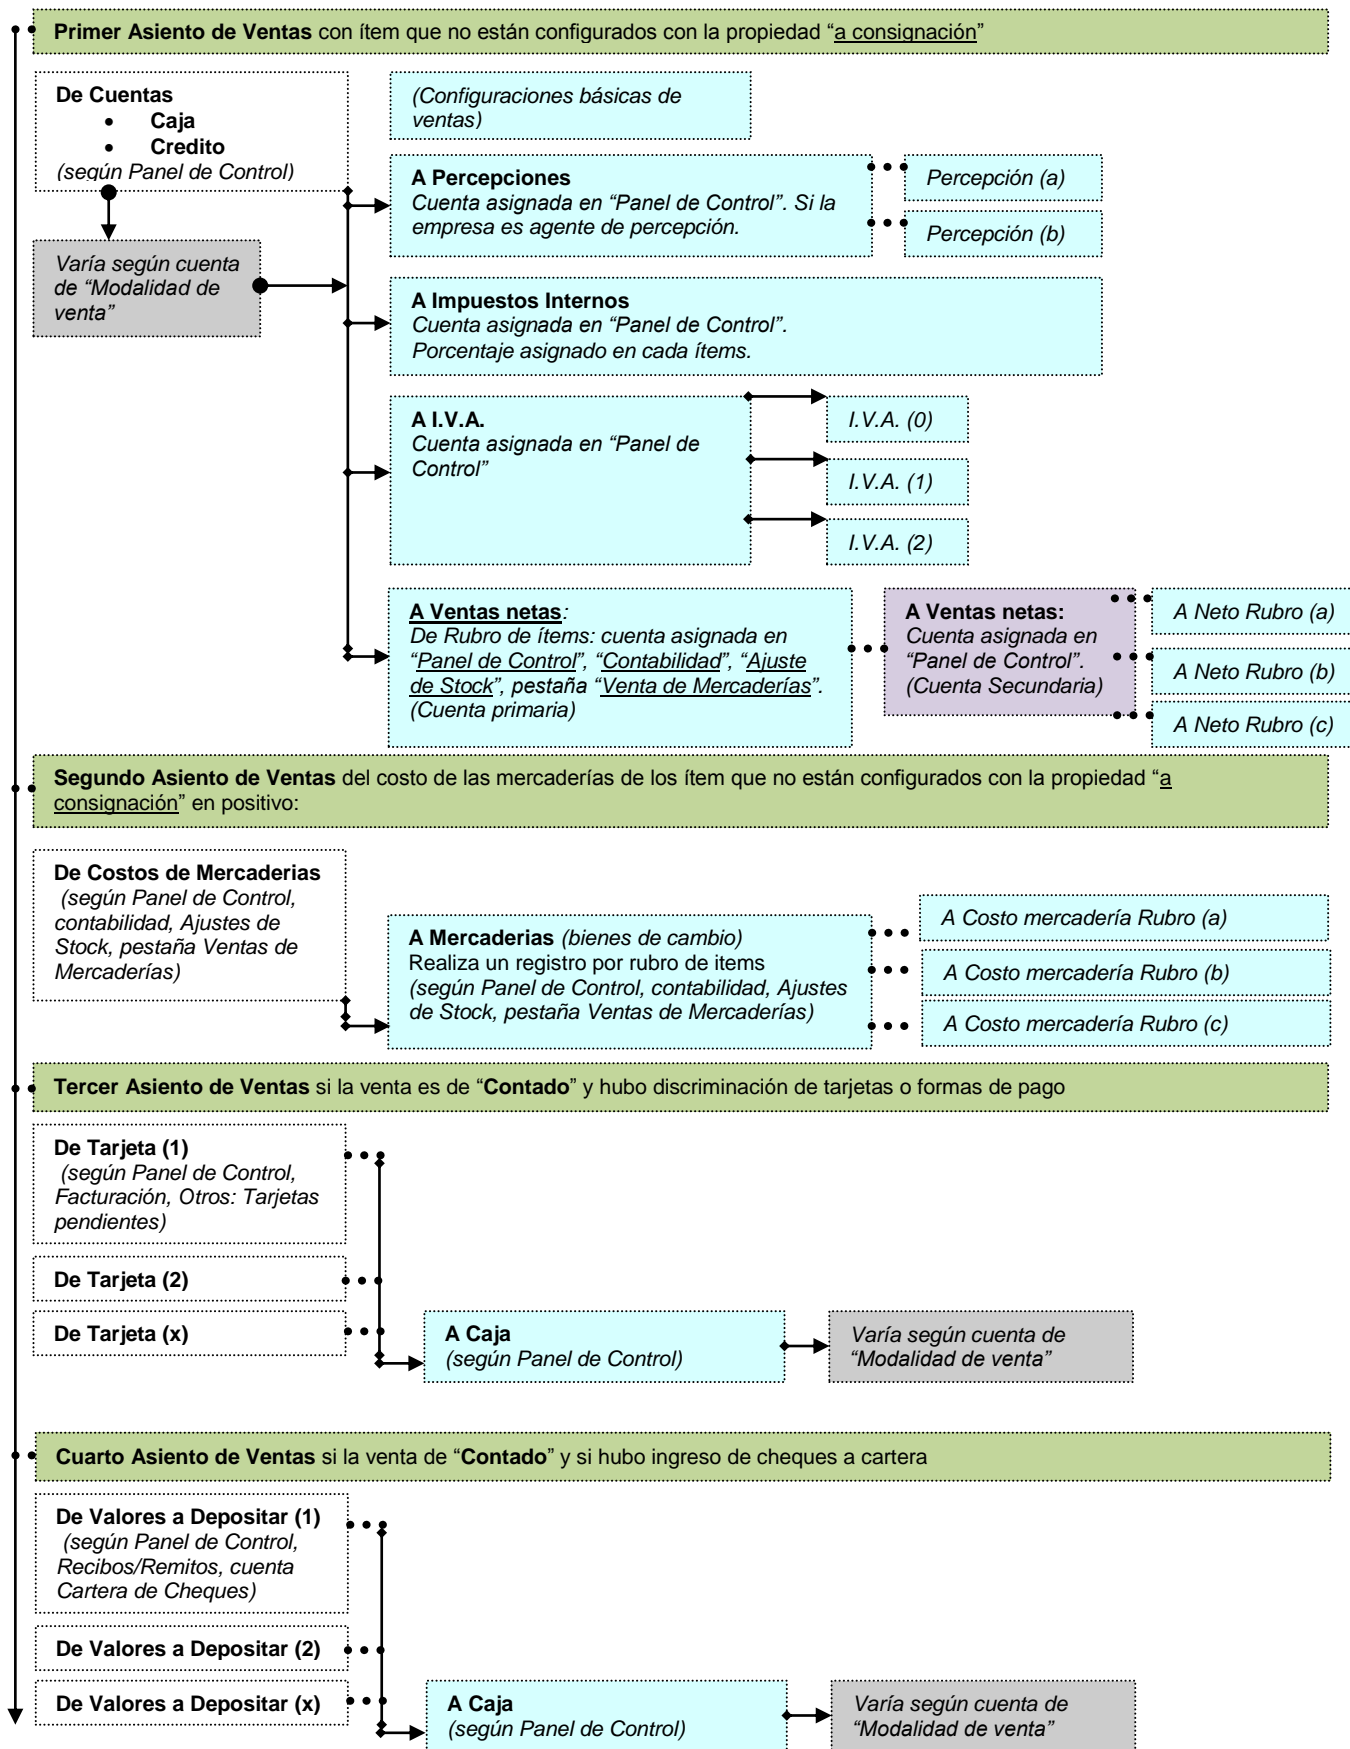 Primer Asiento de Ventas con ítem que no están configurados con la propiedad “a consignación”
De Cuentas
• Caja
• Credito
(según Panel de Control)
(Configuraciones básicas de
ventas)
A Percepciones
Cuenta asignada en “Panel de Control”. Si la
empresa es agente de percepción.
Percepción (a)
Percepción (b)
Varía según cuenta
de “Modalidad de
venta”
A Impuestos Internos
Cuenta asignada en “Panel de Control”.
Porcentaje asignado en cada ítems.
A I.V.A.
Cuenta asignada en “Panel de
Control”
I.V.A. (0)
I.V.A. (1)
I.V.A. (2)
A Ventas netas:
De Rubro de ítems: cuenta asignada en
“Panel de Control”, “Contabilidad”, “Ajuste
de Stock”, pestaña “Venta de Mercaderías”.
(Cuenta primaria)
A Ventas netas:
Cuenta asignada en
“Panel de Control”.
(Cuenta Secundaria)
A Neto Rubro (a)
A Neto Rubro (b)
A Neto Rubro (c)
Segundo Asiento de Ventas del costo de las mercaderías de los ítem que no están configurados con la propiedad “a
consignación” en positivo:
De Costos de Mercaderias
(según Panel de Control,
contabilidad, Ajustes de
Stock, pestaña Ventas de
Mercaderías)
A Mercaderias (bienes de cambio)
Realiza un registro por rubro de items
(según Panel de Control, contabilidad, Ajustes
de Stock, pestaña Ventas de Mercaderías)
A Costo mercadería Rubro (a)
A Costo mercadería Rubro (b)
A Costo mercadería Rubro (c)
Tercer Asiento de Ventas si la venta es de “Contado” y hubo discriminación de tarjetas o formas de pago
De Tarjeta (1)
(según Panel de Control,
Facturación, Otros: Tarjetas
pendientes)
De Tarjeta (2)
De Tarjeta (x)
A Caja
(según Panel de Control)
Varía según cuenta de
“Modalidad de venta”
Cuarto Asiento de Ventas si la venta de “Contado” y si hubo ingreso de cheques a cartera
De Valores a Depositar (1)
(según Panel de Control,
Recibos/Remitos, cuenta
Cartera de Cheques)
De Valores a Depositar (2)
De Valores a Depositar (x)
A Caja
(según Panel de Control)
Varía según cuenta de
“Modalidad de venta”